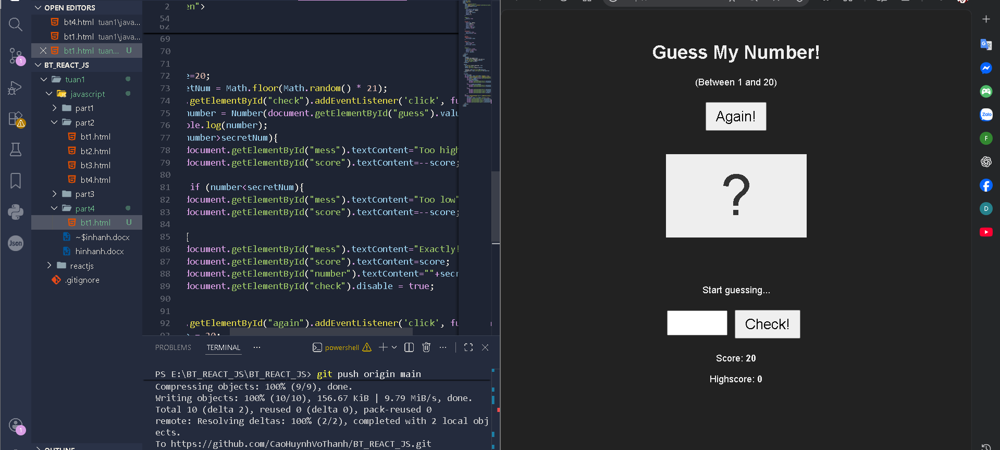 OPEN EDITORS
bt4.html tuan1\java...
bt1.html tuan1\java...
bt1.html tuan... U
BT_REACT_JS
tuan1
javascript
part1
part2
bt1.html
bt2.html
bt3.html
bt4.html
part3
part4
bt1.html U
~$inhanh.docx
hinhanh.docx
reactjs
.gitignore
OUTLINE
1
Json
1
2 en">
54
62
69
70
71
72 e=20;
73 etNum = Math.floor(Math.random() * 21);
74 .getElementById("check").addEventListener('click', fu
75 number = Number(document.getElementById("guess").valu
76 ole.log(number);
77 number>secretNum){
78 document.getElementById("mess").textContent="Too high
79 document.getElementById("score").textContent=--score;
80
81 if (number<secretNum){
82 document.getElementById("mess").textContent="Too low"
83 document.getElementById("score").textContent=--score;
84
85 {
86 document.getElementById("mess").textContent="Exactly!
87 document.getElementById("score").textContent=score;
88 document.getElementById("number").textContent=""+secr
89 document.getElementById("check").disable = true;
90
91
92 .getElementById("again").addEventListener('click', fu
93 = 20;
PROBLEMS TERMINAL ... powershell
PS E:\BT_REACT_JS\BT_REACT_JS> git push origin main
Compressing objects: 100% (9/9), done.
Writing objects: 100% (10/10), 156.67 KiB | 9.79 MiB/s, done.
Total 10 (delta 2), reused 0 (delta 0), pack-reused 0
remote: Resolving deltas: 100% (2/2), completed with 2 local obj
ects.
To https://github.com/CaoHuynhVoThanh/BT_REACT_JS.git
Guess My Number!
(Between 1 and 20)
Again!
?
Start guessing...
Check!
Score: 20
Highscore: 0
Zalo
F
D